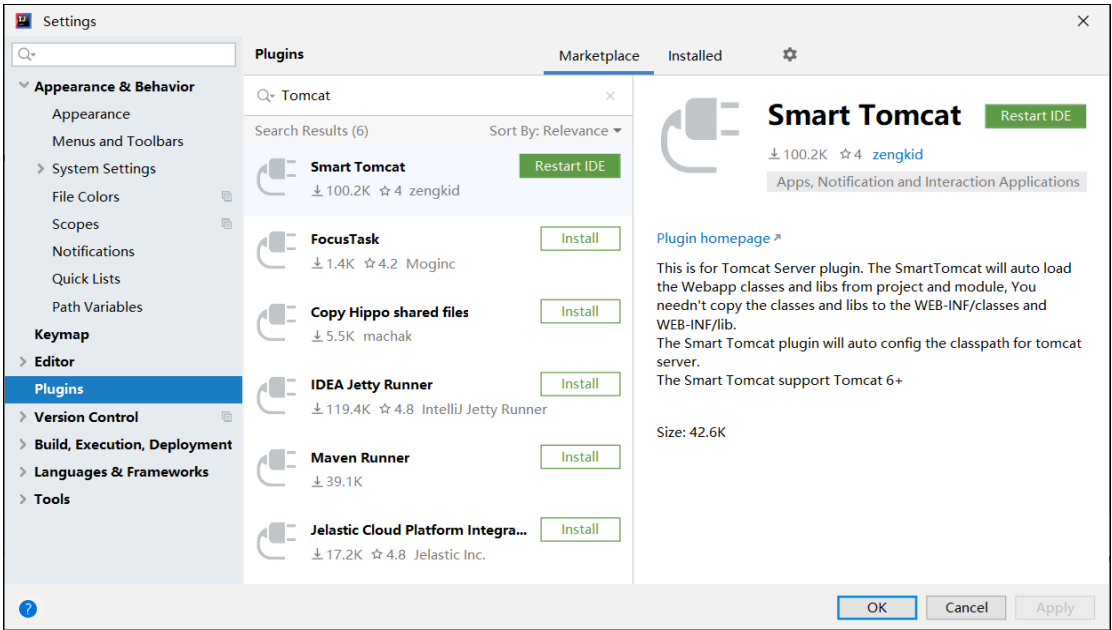 Settings
Plugins
Marketplace
Installed
Appearance & Behavior
Appearance
Menus and Toolbars
System Settings
File Colors
Scopes
Notifications
Quick Lists
Path Variables
Keymap
Editor
Plugins
Version Control
Build, Execution, Deployment
Languages & Frameworks
Tools
Tomcat
Search Results (6)
Sort By: Relevance
Smart Tomcat
Restart IDE
100.2K 4 zengkid
FocusTask
Install
1.4K 4.2 Moginc
Copy Hippo shared files
Install
5.5K machak
IDEA Jetty Runner
Install
119.4K 4.8 IntelliJ Jetty Runner
Maven Runner
Install
39.1K
Jelastic Cloud Platform Integra...
Install
17.2K 4.8 Jelastic Inc.
Smart Tomcat
Restart IDE
100.2K 4 zengkid
Apps, Notification and Interaction Applications
Plugin homepage
This is for Tomcat Server plugin. The SmartTomcat will auto load
the Webapp classes and libs from project and module, You
needn't copy the classes and libs to the WEB-INF/classes and
WEB-INF/lib.
The Smart Tomcat plugin will auto config the classpath for tomcat
server.
The Smart Tomcat support Tomcat 6+
Size: 42.6K
?
OK
Cancel
Apply